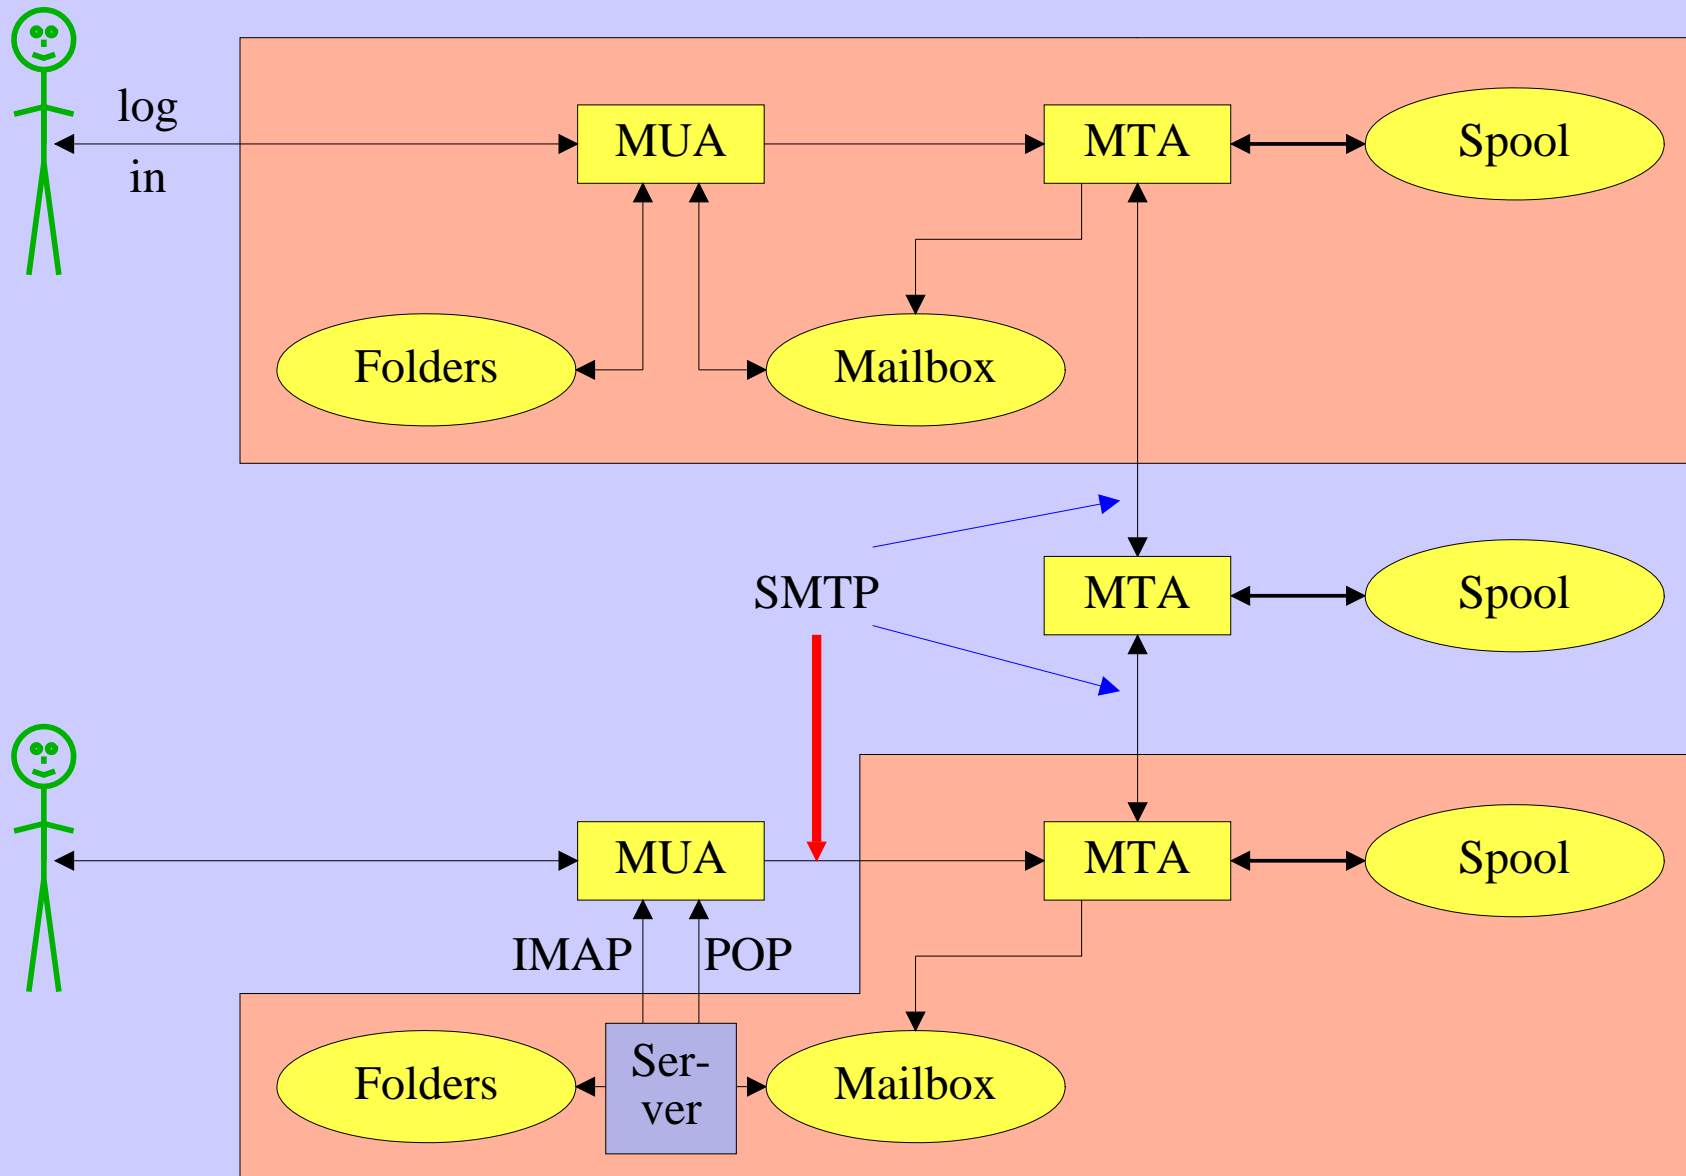 log
in
MUA
MTA
Spool
Folders
Mailbox
SMTP
MTA
Spool
MUA
MTA
Spool
IMAP
POP
Folders
Ser-
ver
Mailbox